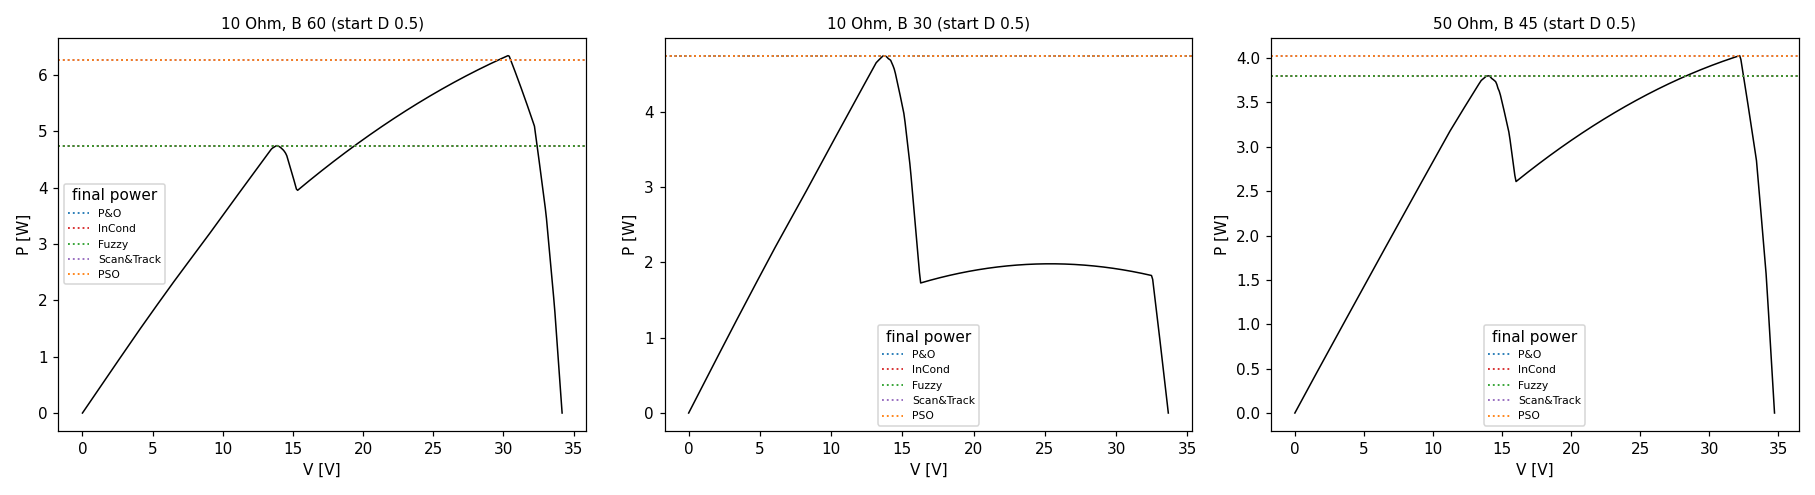 10 Ohm, B 60 (start D 0.5)
P [W]
6
5
4
3
2
1
0
final power
P&O
InCond
Fuzzy
Scan&Track
PSO
0 5 10 15 20 25 30 35
V [V]
10 Ohm, B 30 (start D 0.5)
P [W]
4
3
2
1
0
final power
P&O
InCond
Fuzzy
Scan&Track
PSO
0 5 10 15 20 25 30 35
V [V]
50 Ohm, B 45 (start D 0.5)
P [W]
4.0
3.5
3.0
2.5
2.0
1.5
1.0
0.5
0.0
final power
P&O
InCond
Fuzzy
Scan&Track
PSO
0 5 10 15 20 25 30 35
V [V]